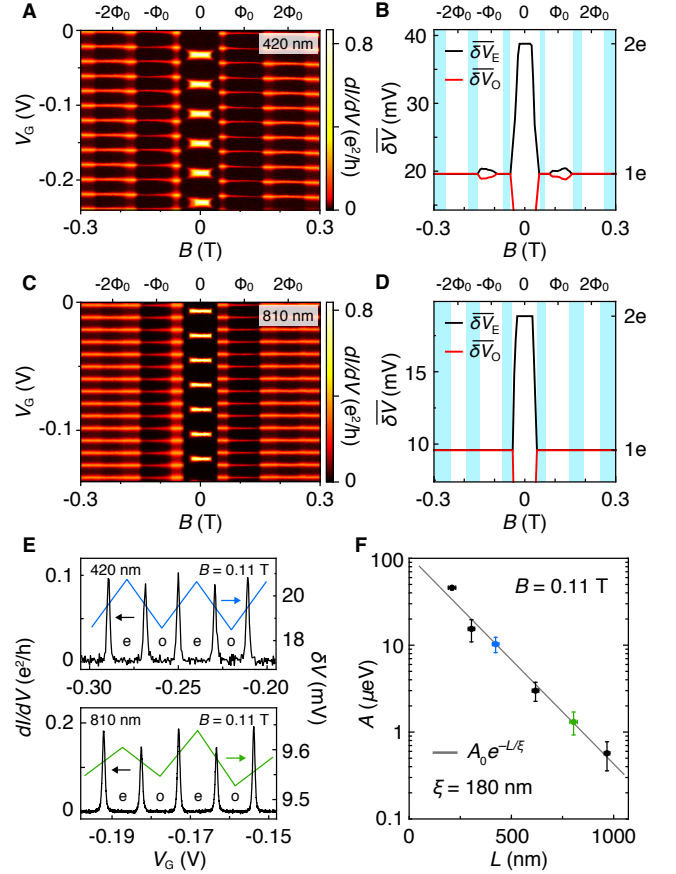 A
-2Φ0 -Φ0 0 Φ0 2Φ0
420 nm
0
-0.1
-0.2
VG (V)
-0.3 0 0.3
B (T)
0.8
0
dI/dV (e²/h)
B
-2Φ0 -Φ0 0 Φ0 2Φ0
δVE
δVO
40
30
20
δV (mV)
2e
1e
-0.3 0 0.3
B (T)
C
-2Φ0 -Φ0 0 Φ0 2Φ0
810 nm
0
-0.1
VG (V)
-0.3 0 0.3
B (T)
0.8
0
dI/dV (e²/h)
D
-2Φ0 -Φ0 0 Φ0 2Φ0
δVE
δVO
15
10
δV (mV)
2e
1e
-0.3 0 0.3
B (T)
E
420 nm B = 0.11 T
0.1
0
e o e o
20
18
-0.30 -0.25 -0.20
dI/dV (e²/h)
δV (mV)
810 nm B = 0.11 T
0.2
0
e o e o
9.6
9.5
-0.19 -0.17 -0.15
VG (V)
F
B = 0.11 T
100
10
1
0.1
A (µeV)
A0e−L/ξ
ξ = 180 nm
0 500 1000
L (nm)